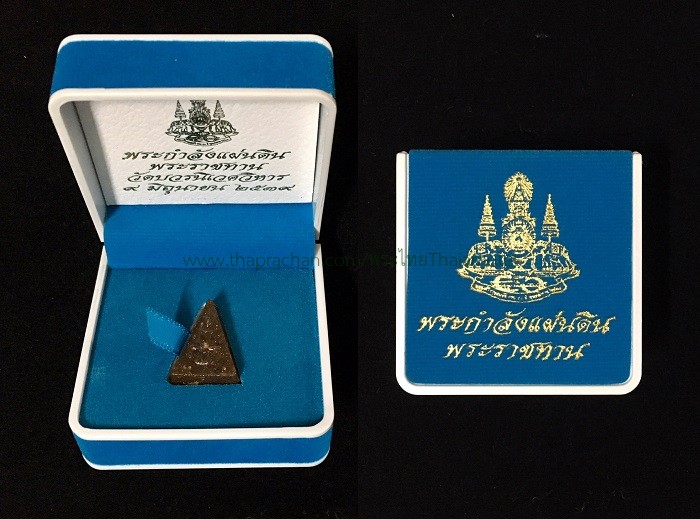 พระกำลังแผ่นดิน
พระราชทาน
วัดบวรนิเวศวิหาร
๙ มิถุนายน ๒๕๓๙
พระกำลังแผ่นดิน
พระราชทาน
www.thaprachan.com